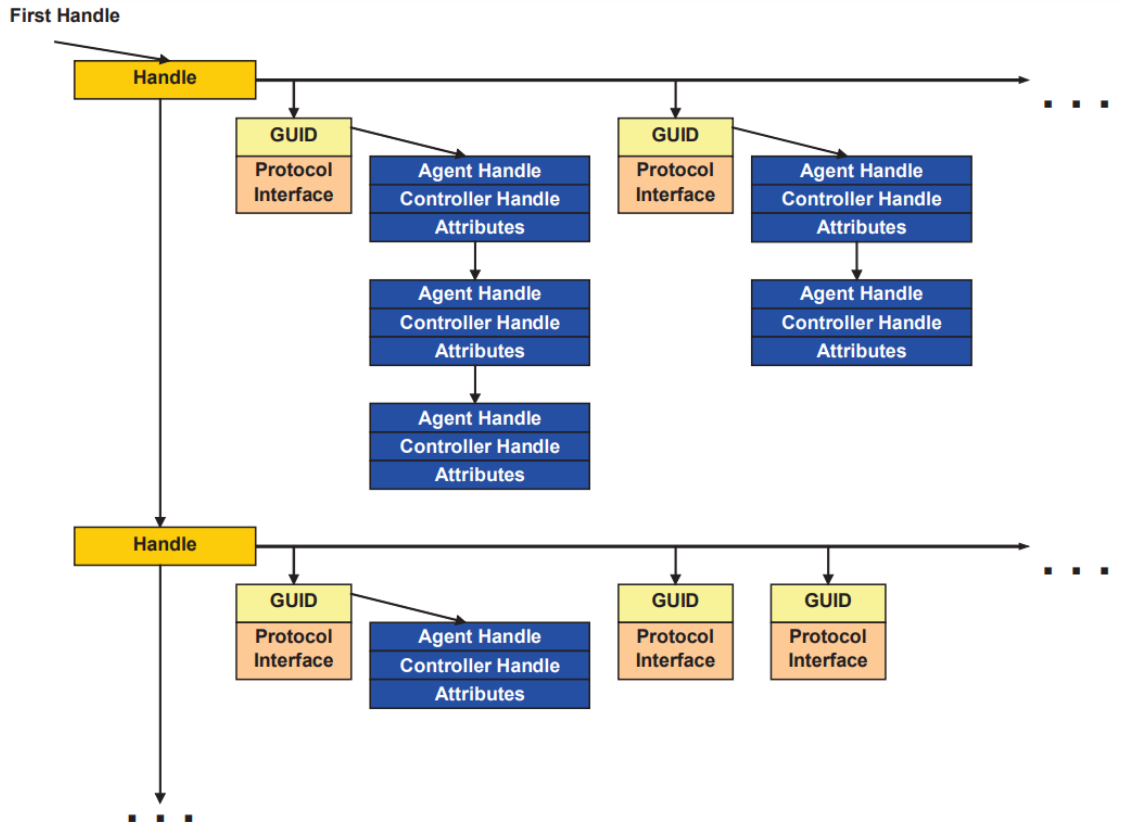 First Handle
Handle
. . .
GUID
Protocol
Interface
Agent Handle
Controller Handle
Attributes
Agent Handle
Controller Handle
Attributes
Agent Handle
Controller Handle
Attributes
GUID
Protocol
Interface
Agent Handle
Controller Handle
Attributes
Agent Handle
Controller Handle
Attributes
Handle
. . .
GUID
Protocol
Interface
Agent Handle
Controller Handle
Attributes
GUID
Protocol
Interface
GUID
Protocol
Interface
. . .